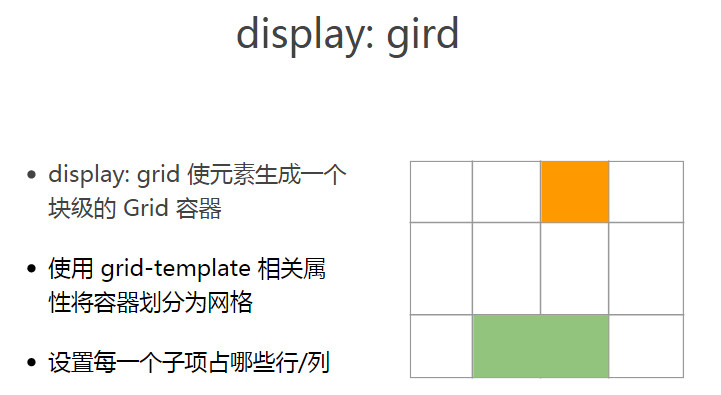 display: gird
• display: grid 使元素生成一个
块级的 Grid 容器
• 使用 grid-template 相关属
性将容器划分为网格
• 设置每一个子项占哪些行/列